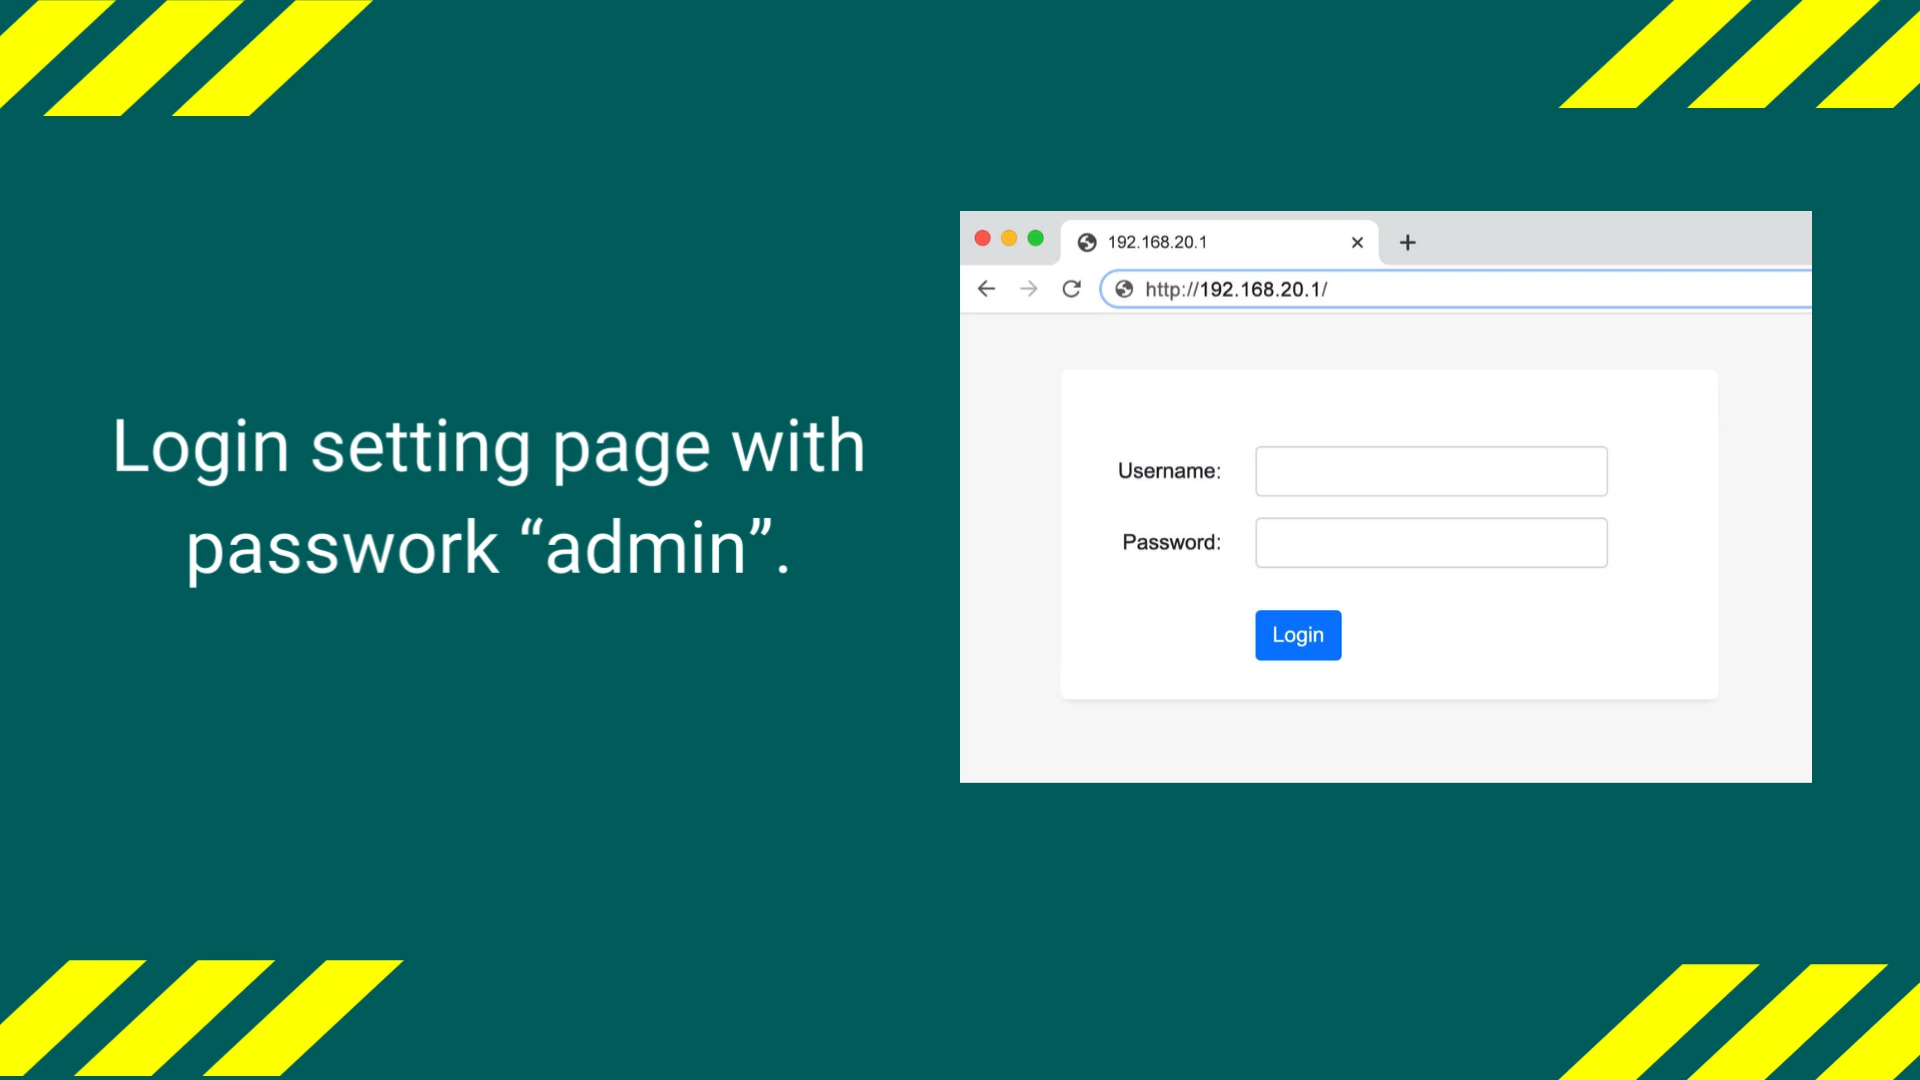 Login setting page with
passwork “admin”.
192.168.20.1
http://192.168.20.1/
Username:
Password:
Login